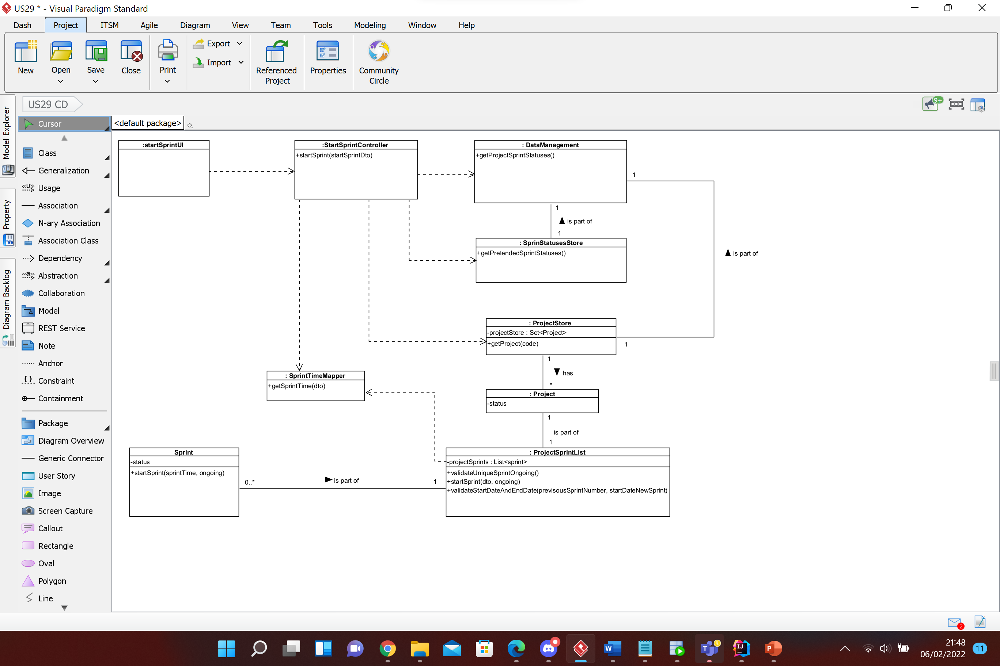 US29 * - Visual Paradigm Standard
Dash Project ITSM Agile Diagram View Team Tools Modeling Window Help
New Open Save Close Print Export Import Referenced Project Properties Community Circle
Model Explorer
Property
Diagram Backlog
US29 CD
9+
Cursor
Class
Generalization
Usage
Association
N-ary Association
Association Class
Dependency
Abstraction
Collaboration
Model
REST Service
Note
Anchor
Constraint
Containment
Package
Diagram Overview
Generic Connector
User Story
Image
Screen Capture
Callout
Rectangle
Oval
Polygon
Line
<default package>
:startSprintUI
:StartSprintController
+startSprint(startSprintDto)
: DataManagement
+getProjectSprintStatuses()
1
1
is part of
1
: SprinStatusesStore
+getPretendedSprintStatuses()
is part of
: ProjectStore
-projectStore : Set<Project>
+getProject(code)
1
1
has
*
: SprintTimeMapper
+getSprintTime(dto)
: Project
-status
1
is part of
1
Sprint
-status
+startSprint(sprintTime, ongoing)
0..*
is part of
1
: ProjectSprintList
-projectSprints : List<sprint>
+validateUniqueSprintOngoing()
+startSprint(dto, ongoing)
+validateStartDateAndEndDate(previsousSprintNumber, startDateNewSprint)
2
21:48
06/02/2022
11